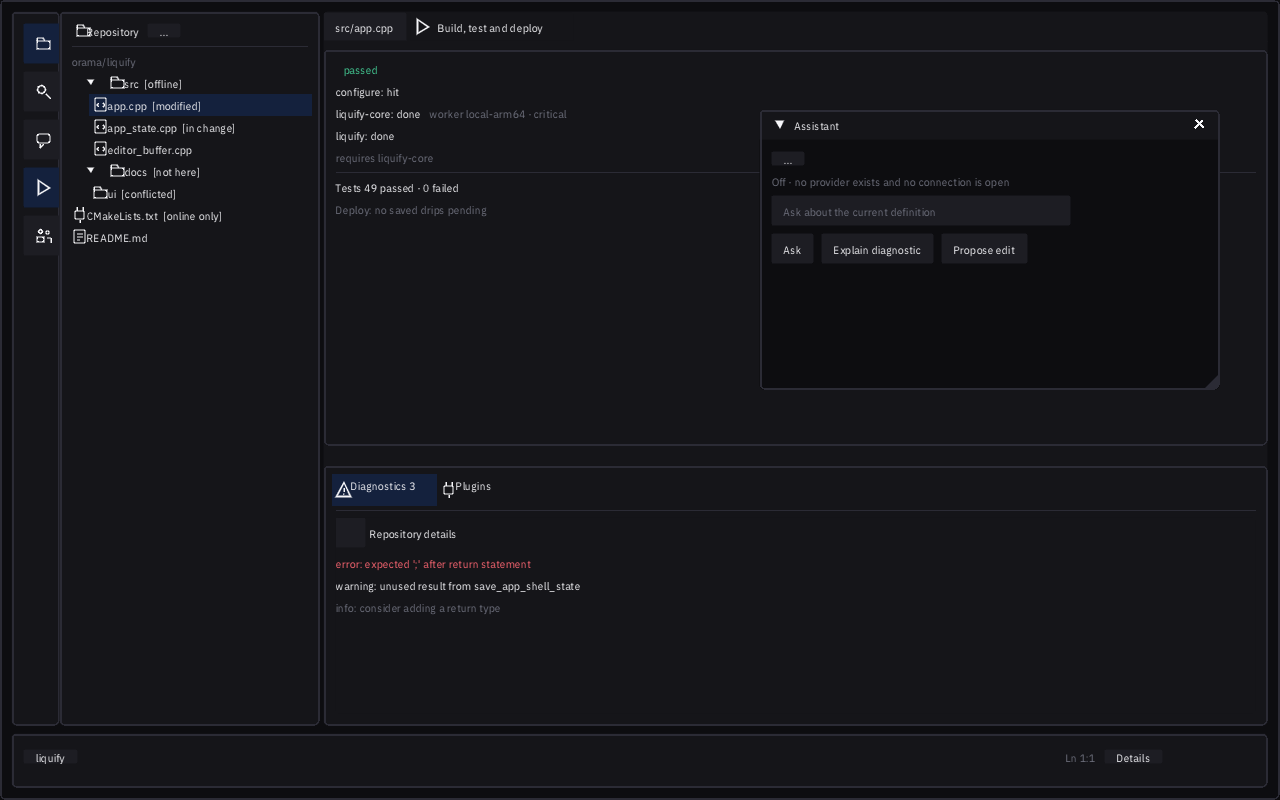 Repository ...
orama/liquify
src [offline]
app.cpp [modified]
app_state.cpp [in change]
editor_buffer.cpp
docs [not here]
ui [conflicted]
CMakeLists.txt [online only]
README.md
src/app.cpp Build, test and deploy
passed
configure: hit
liquify-core: done worker local-arm64 · critical
liquify: done
requires liquify-core
Tests 49 passed · 0 failed
Deploy: no saved drips pending
Assistant
...
Off · no provider exists and no connection is open
Ask about the current definition
Ask Explain diagnostic Propose edit
Diagnostics 3 Plugins
Repository details
error: expected ';' after return statement
warning: unused result from save_app_shell_state
info: consider adding a return type
liquify Ln 1:1 Details